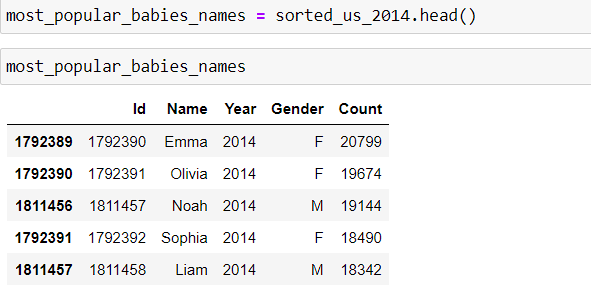 most_popular_babies_names = sorted_us_2014.head()
most_popular_babies_names
Id Name Year Gender Count
1792389 1792390 Emma 2014 F 20799
1792390 1792391 Olivia 2014 F 19674
1811456 1811457 Noah 2014 M 19144
1792391 1792392 Sophia 2014 F 18490
1811457 1811458 Liam 2014 M 18342